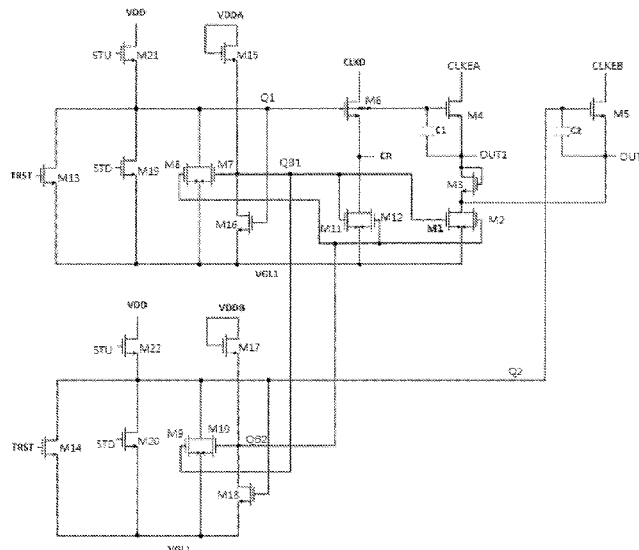 VDD
VDDA
STU
M21
M15
CLKD
CLKEA
CLKEB
Q1
M6
M4
M5
C1
C2
TRST
M13
STD
M19
M8
M7
QB1
CR
OUT2
OUT
M3
M16
M11
M12
M1
M2
VGL1
VDD
VDDB
STU
M22
M17
Q2
TRST
M14
STD
M20
M9
M10
QB2
M18
VGL1